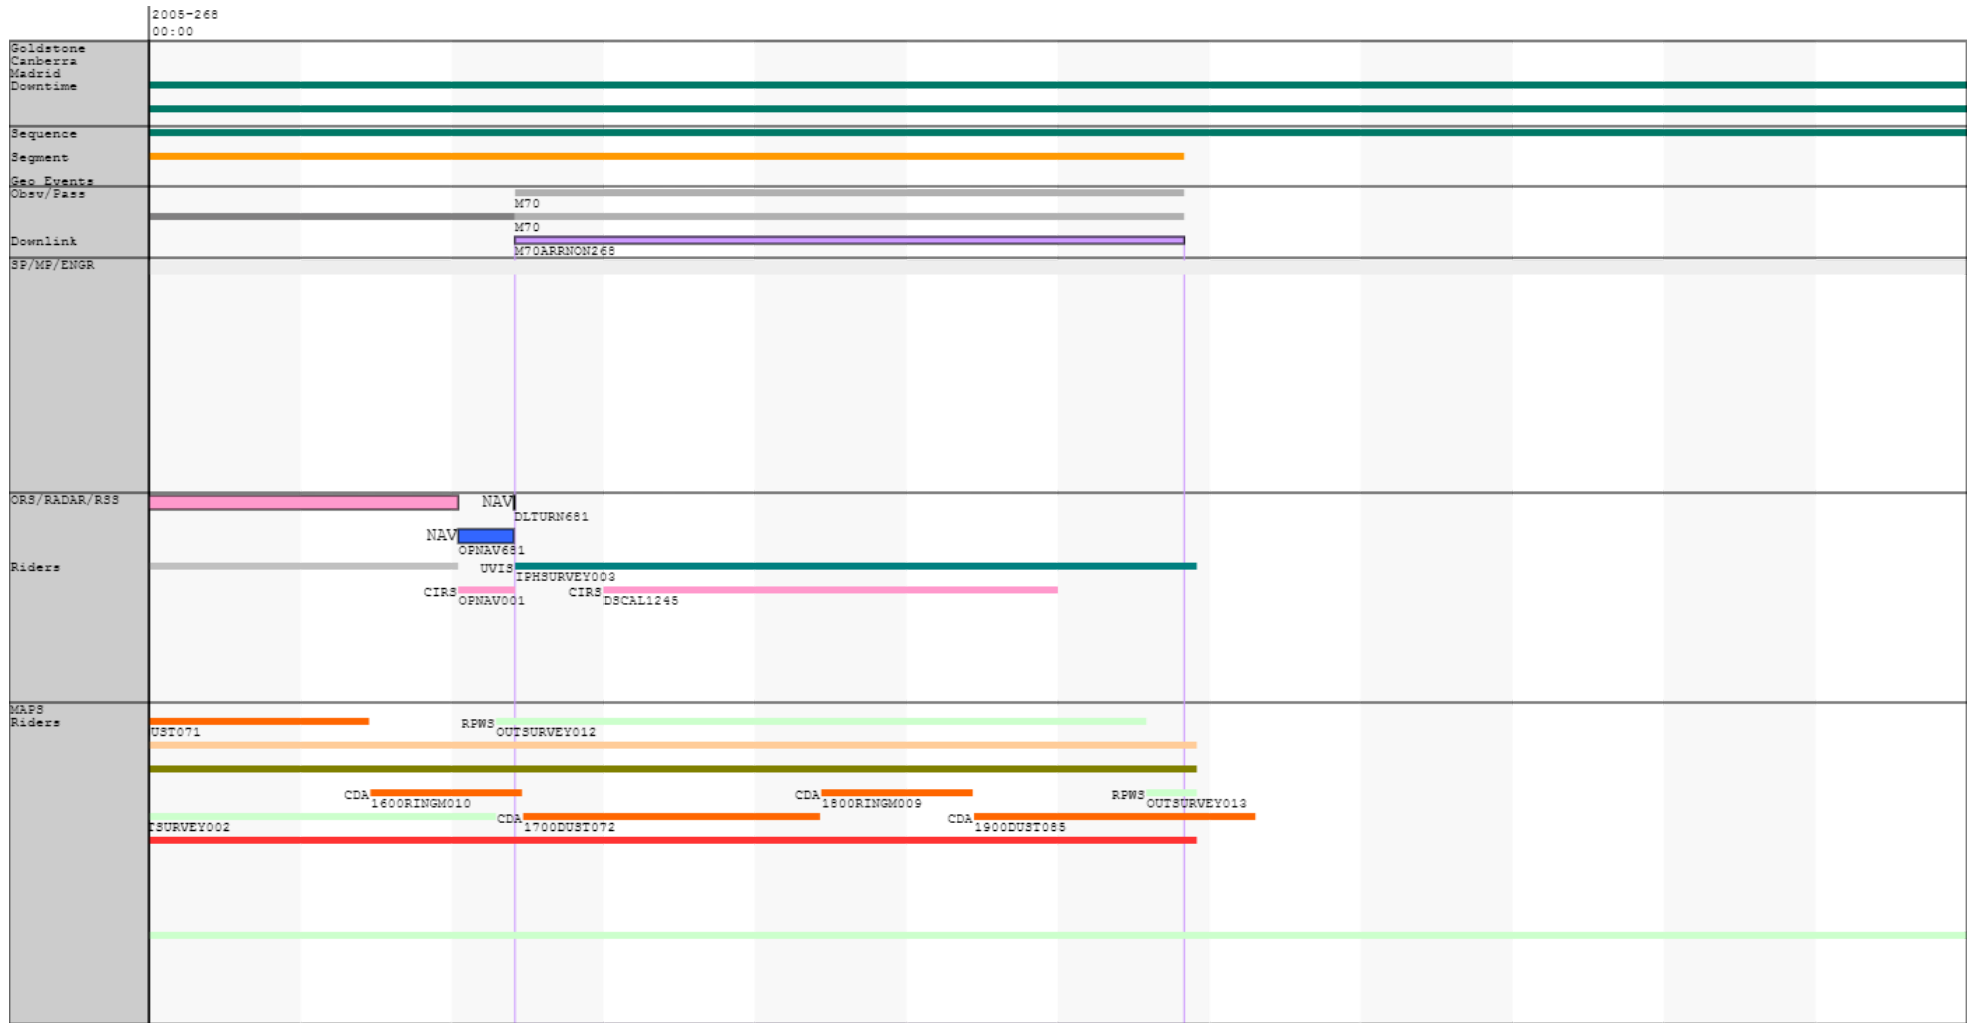 2005-268
00:00
Goldstone
Canberra
Madrid
Downtime
Sequence
Segment
Geo Events
Obsv/Pass
M70
M70
Downlink
M70ARRNON268
SP/MP/ENGR
ORS/RADAR/RSS
NAV
DLTURN681
NAV
OPNAV681
Riders
UVIS
IPHSURVEY003
CIRS
OPNAV001
CIRS
DSCAL1245
MAPS
Riders
UST071
RPWS
OUTSURVEY012
CDA
1600RINGM010
CDA
1800RINGM009
RPWS
OUTSURVEY013
TSURVEY002
CDA
1700DUST072
CDA
1900DUST085